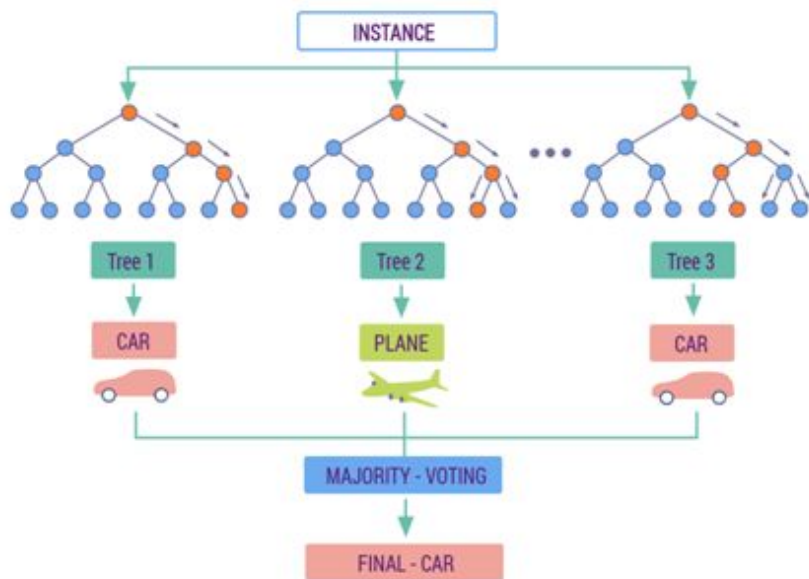 INSTANCE
Tree 1
Tree 2
Tree 3
CAR
PLANE
CAR
MAJORITY - VOTING
FINAL - CAR